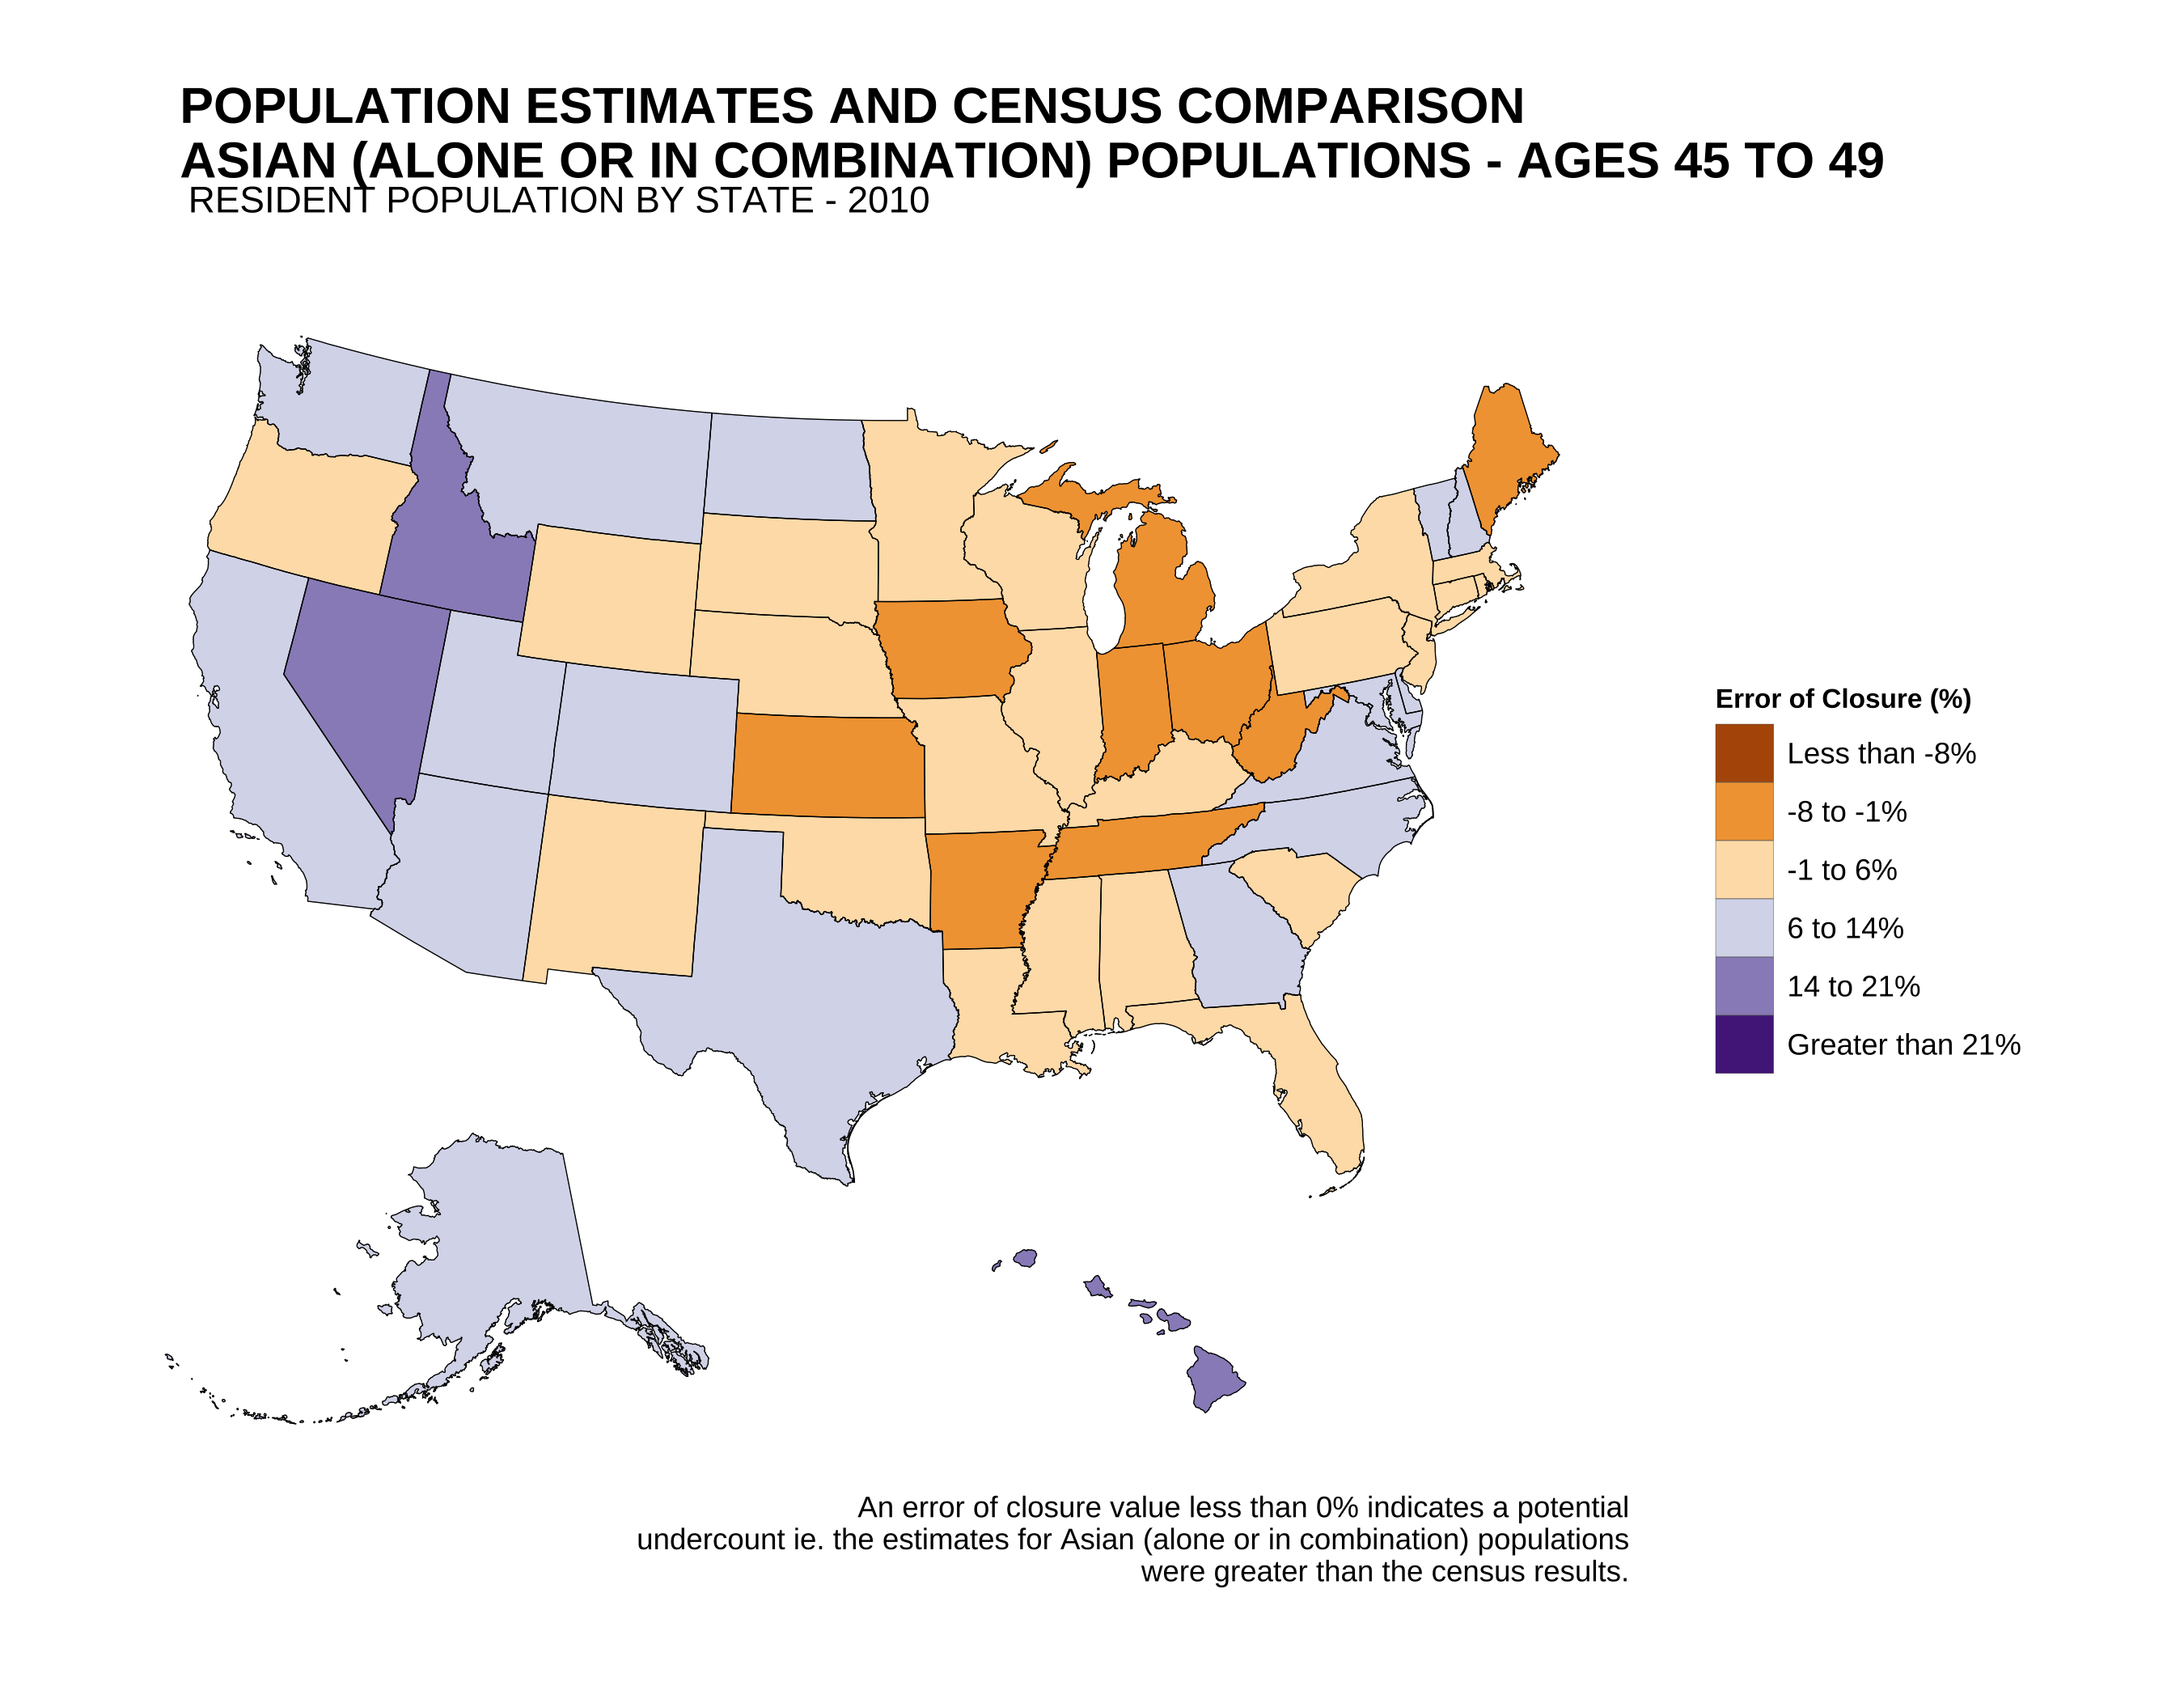 POPULATION ESTIMATES AND CENSUS COMPARISON
ASIAN (ALONE OR IN COMBINATION) POPULATIONS - AGES 45 TO 49
RESIDENT POPULATION BY STATE - 2010
Error of Closure (%)
Less than -8%
-8 to -1%
-1 to 6%
6 to 14%
14 to 21%
Greater than 21%
An error of closure value less than 0% indicates a potential
undercount ie. the estimates for Asian (alone or in combination) populations
were greater than the census results.